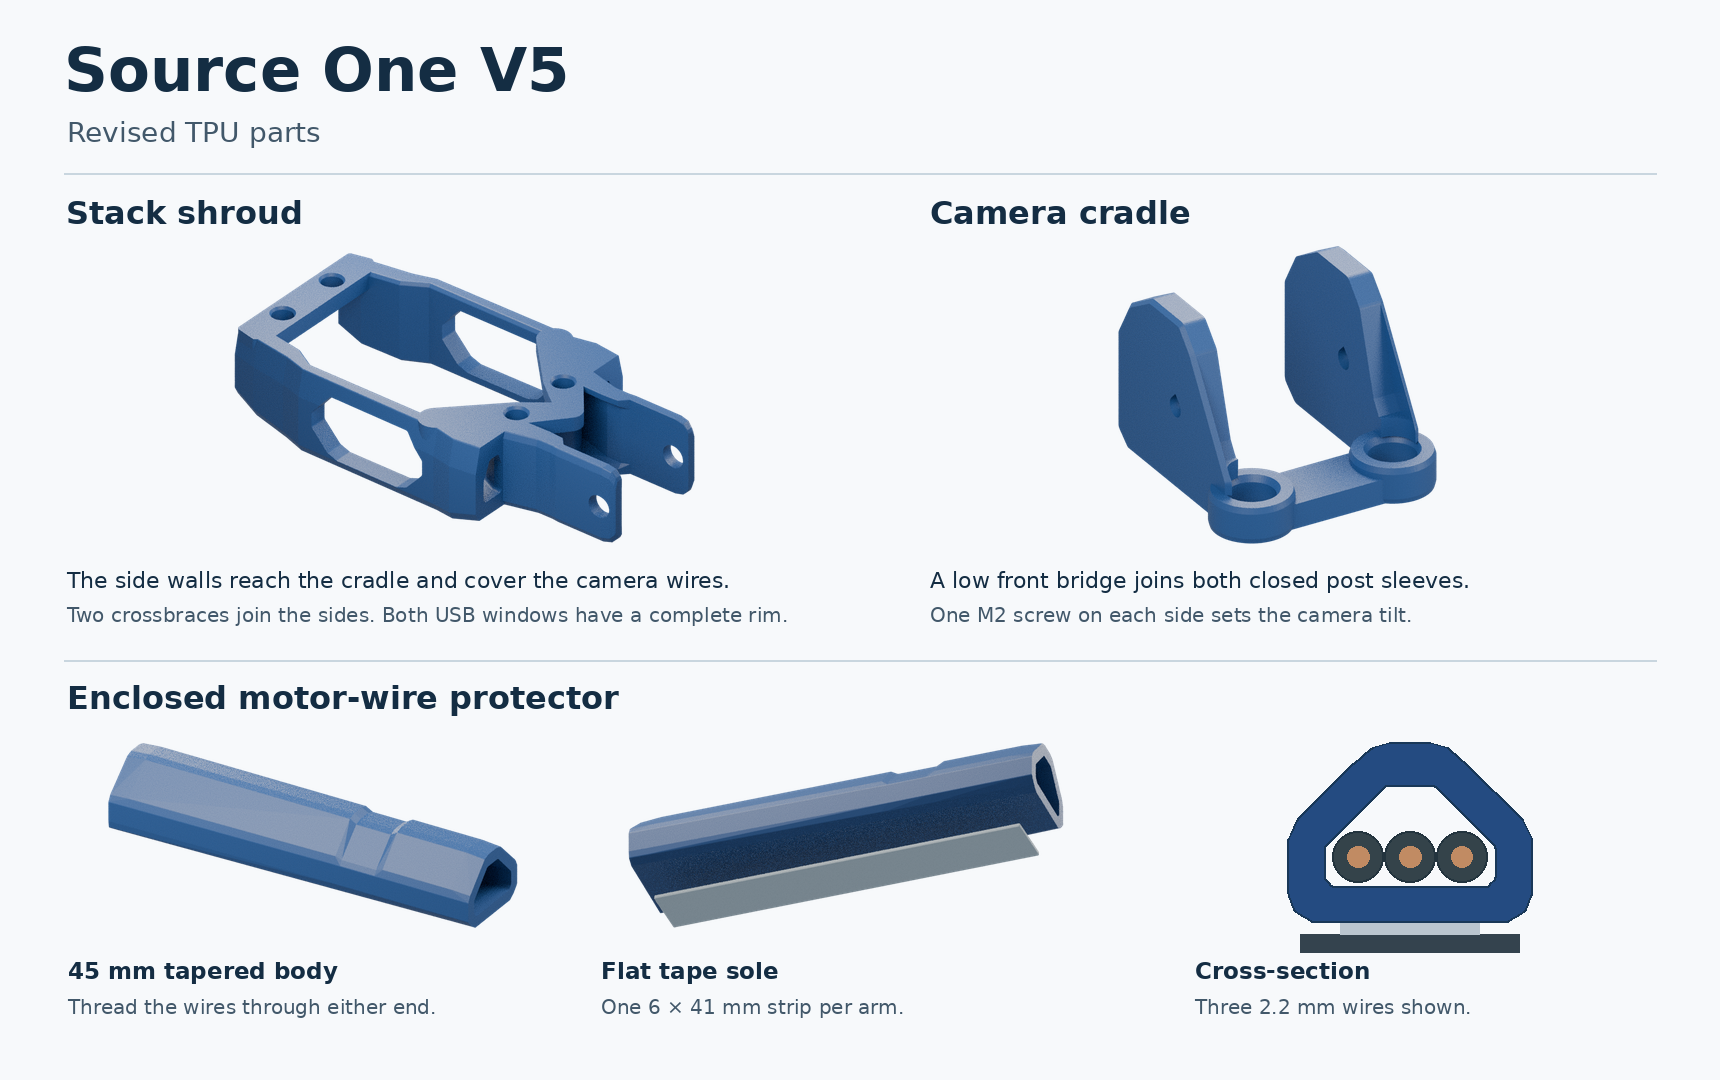 Source One V5
Revised TPU parts
Stack shroud
Camera cradle
The side walls reach the cradle and cover the camera wires.
Two crossbraces join the sides. Both USB windows have a complete rim.
A low front bridge joins both closed post sleeves.
One M2 screw on each side sets the camera tilt.
Enclosed motor-wire protector
45 mm tapered body
Thread the wires through either end.
Flat tape sole
One 6 × 41 mm strip per arm.
Cross-section
Three 2.2 mm wires shown.